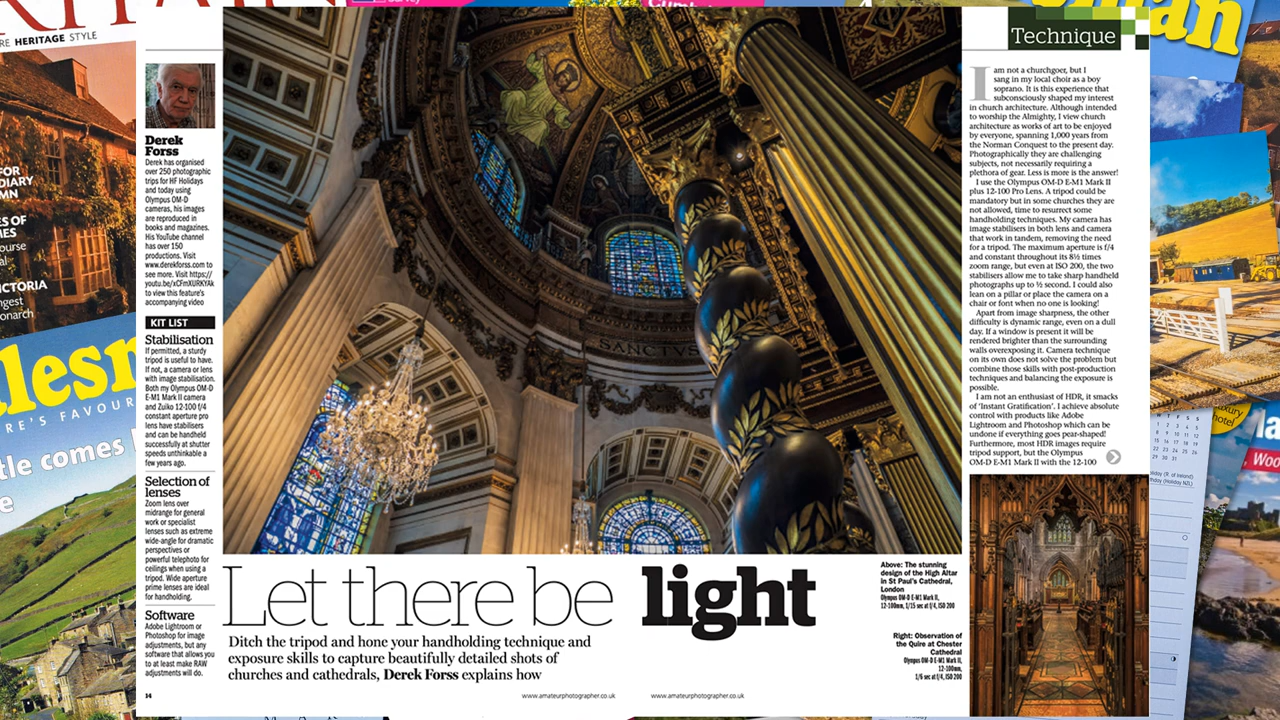 RE HERITAGE STYLE
FOR
DIARY
MN
ES OF
MES
ourse
al
ICTORIA
ngest
onarch
lesn
RE'S FAVOUR
tle comes
e
Derek
Forss
Derek has organised
over 250 photographic
trips for HF Holidays
and today using
Olympus OM-D
cameras, his images
are reproduced in
books and magazines.
His YouTube channel
has over 150
productions. Visit
www.derekforss.com to
see more. Visit https://
youtu.be/xCFmXURKYAk
to view this feature's
accompanying video
KIT LIST
Stabilisation
If permitted, a sturdy
tripod is useful to have.
If not, a camera or lens
with image stabilisation.
Both my Olympus OM-D
E-M1 Mark II camera
and Zuiko 12-100 f/4
constant aperture pro
lens have stabilisers
and can be handheld
successfully at shutter
speeds unthinkable a
few years ago.
Selection of
lenses
Zoom lens over
midrange for general
work or specialist
lenses such as extreme
wide-angle for dramatic
perspectives or
powerful telephoto for
ceilings when using a
tripod. Wide aperture
prime lenses are ideal
for handholding.
Software
Adobe Lightroom or
Photoshop for image
adjustments, but any
software that allows you
to at least make RAW
adjustments will do.
14
SANCTVS
Let there be light
Ditch the tripod and hone your handholding technique and
exposure skills to capture beautifully detailed shots of
churches and cathedrals, Derek Forss explains how
www.amateurphotographer.co.uk
www.amateurphotographer.co.uk
Above: The stunning
design of the High Altar
in St Paul's Cathedral,
London
Olympus OM-D E-M1 Mark II,
12-100mm, 1/15 sec at f/4, ISO 200
Right: Observation of
the Quire at Chester
Cathedral
Olympus OM-D E-M1 Mark II,
12-100mm,
1/6 sec at f/4, ISO 200
Technique
I am not a churchgoer, but I
sang in my local choir as a boy
soprano. It is this experience that
subconsciously shaped my interest
in church architecture. Although intended
to worship the Almighty, I view church
architecture as works of art to be enjoyed
by everyone, spanning 1,000 years from
the Norman Conquest to the present day.
Photographically they are challenging
subjects, not necessarily requiring a
plethora of gear. Less is more is the answer!
I use the Olympus OM-D E-M1 Mark II
plus 12-100 Pro Lens. A tripod could be
mandatory but in some churches they are
not allowed, time to resurrect some
handholding techniques. My camera has
image stabilisers in both lens and camera
that work in tandem, removing the need
for a tripod. The maximum aperture is f/4
and constant throughout its 8½ times
zoom range, but even at ISO 200, the two
stabilisers allow me to take sharp handheld
photographs up to ½ second. I could also
lean on a pillar or place the camera on a
chair or font when no one is looking!
Apart from image sharpness, the other
difficulty is dynamic range, even on a dull
day. If a window is present it will be
rendered brighter than the surrounding
walls overexposing it. Camera technique
on its own does not solve the problem but
combine those skills with post-production
techniques and balancing the exposure is
possible.
I am not an enthusiast of HDR, it smacks
of 'Instant Gratification'. I achieve absolute
control with products like Adobe
Lightroom and Photoshop which can be
undone if everything goes pear-shaped!
Furthermore, most HDR images require
tripod support, but the Olympus
OM-D E-M1 Mark II with the 12-100
man
uxury
otel
Woo